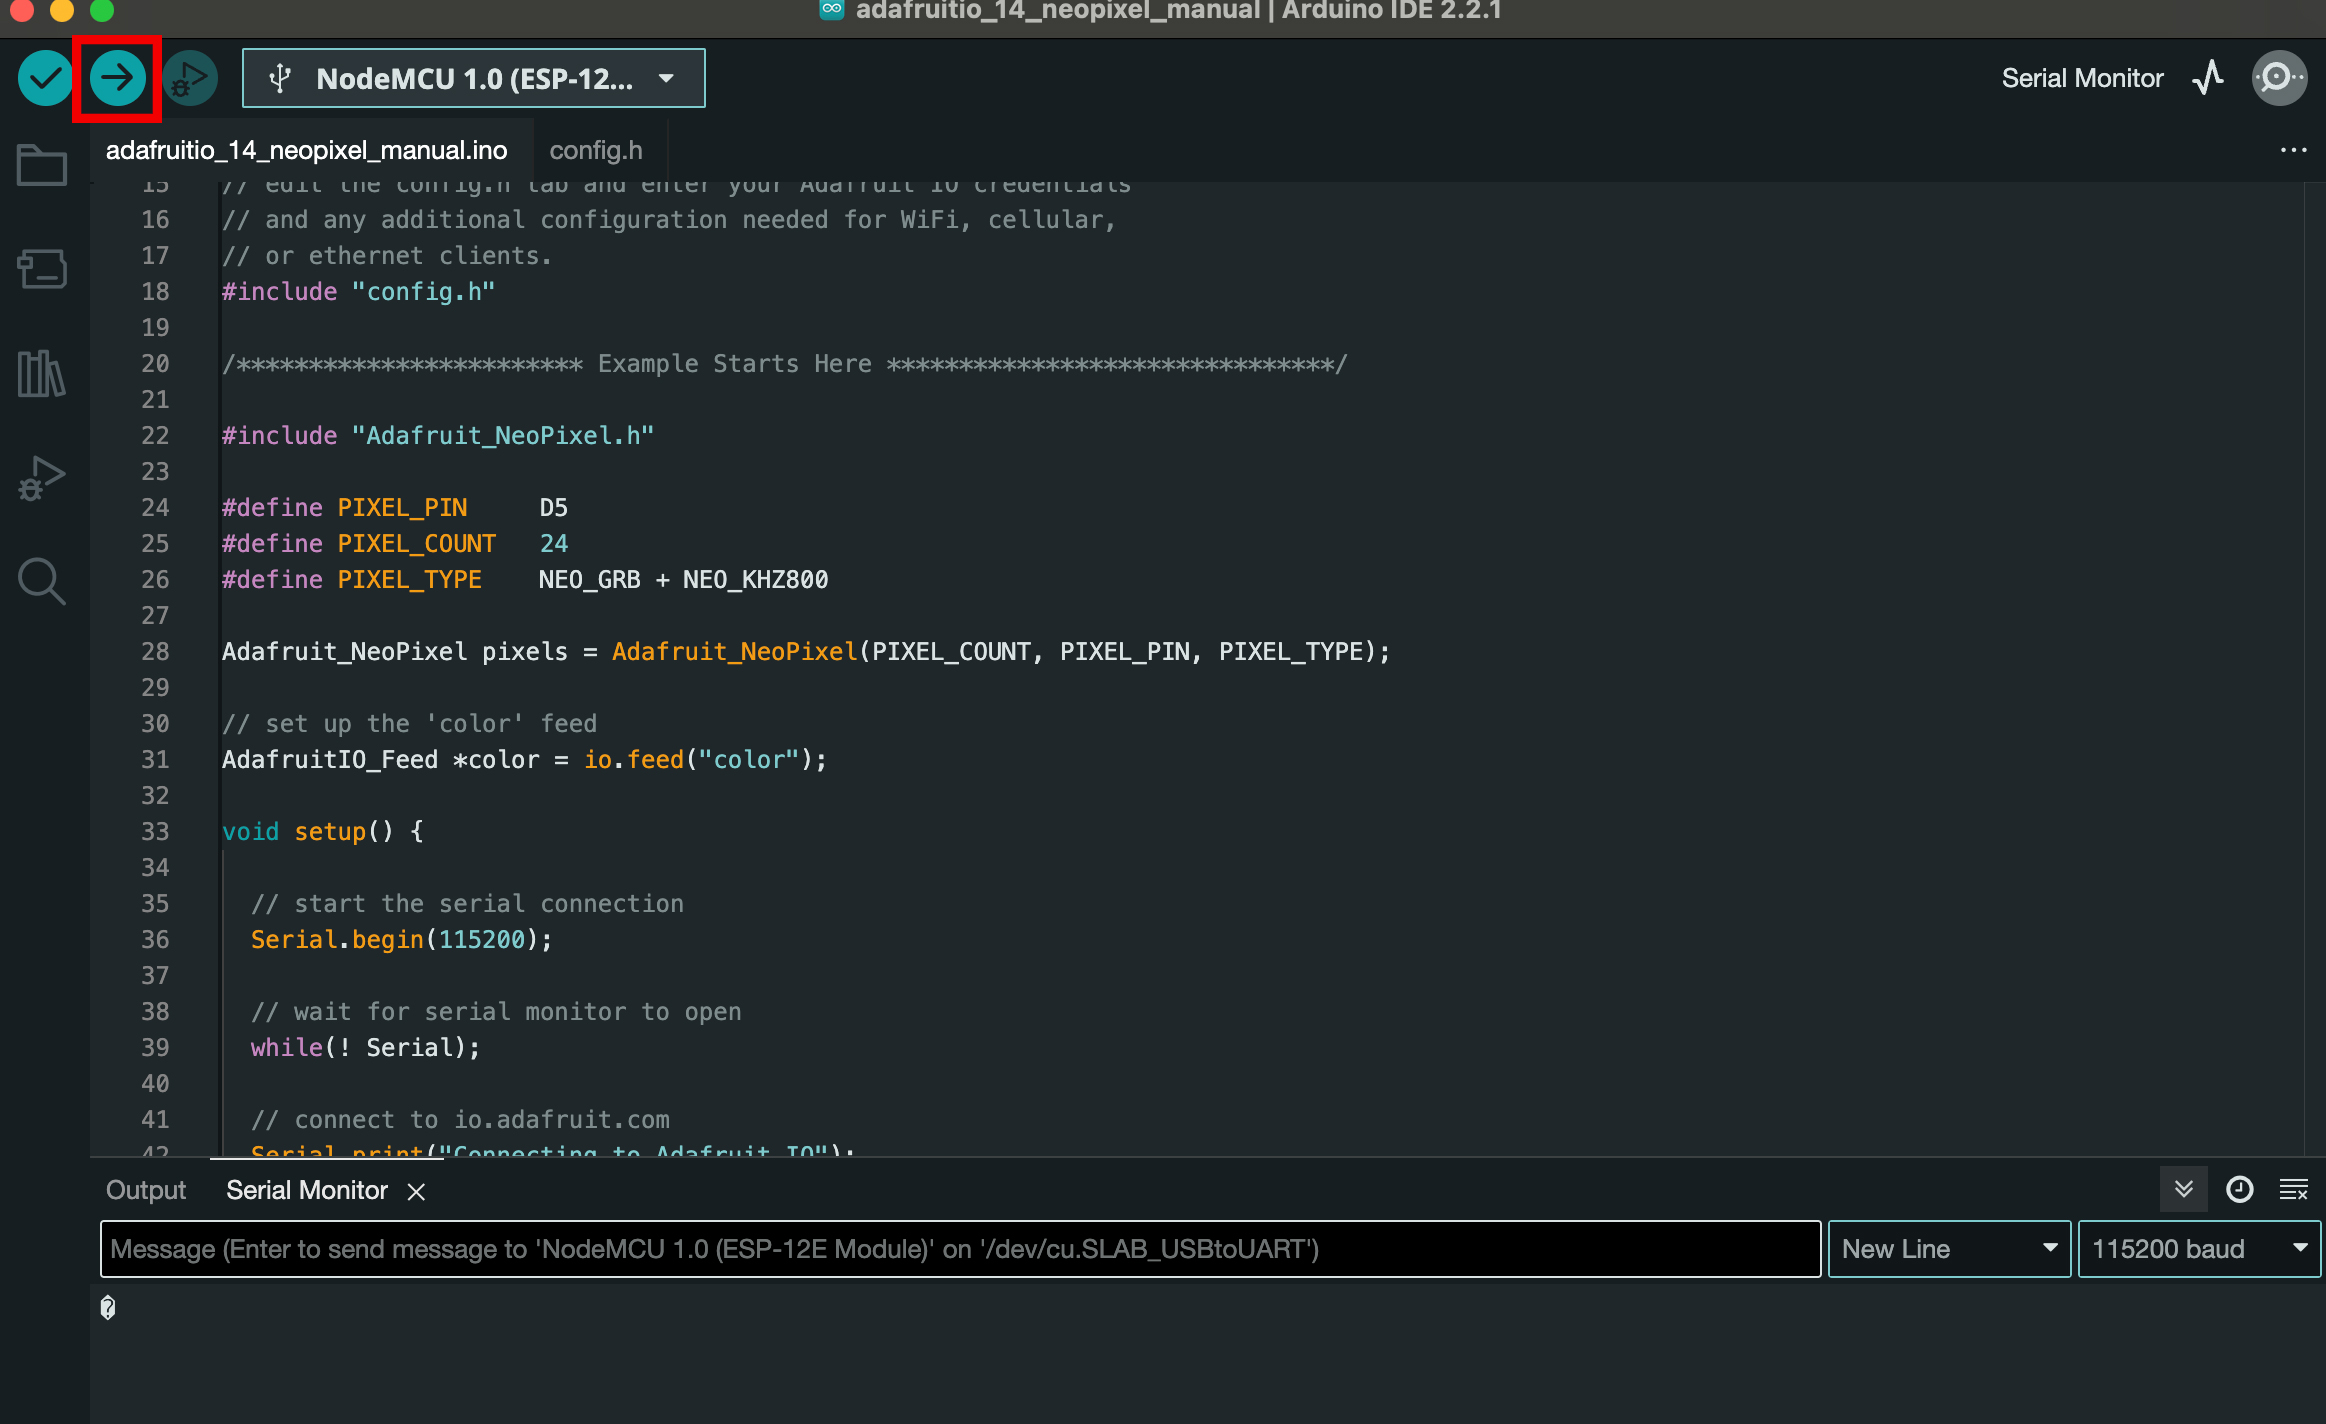 adafruitio_14_neopixel_manual | Arduino IDE 2.2.1
NodeMCU 1.0 (ESP-12...
Serial Monitor
adafruitio_14_neopixel_manual.ino
config.h
...
15 // edit the config.h tab and enter your Adafruit IO credentials
16 // and any additional configuration needed for WiFi, cellular,
17 // or ethernet clients.
18 #include "config.h"
19
20 /************************ Example Starts Here *******************************/
21
22 #include "Adafruit_NeoPixel.h"
23
24 #define PIXEL_PIN     D5
25 #define PIXEL_COUNT   24
26 #define PIXEL_TYPE    NEO_GRB + NEO_KHZ800
27
28 Adafruit_NeoPixel pixels = Adafruit_NeoPixel(PIXEL_COUNT, PIXEL_PIN, PIXEL_TYPE);
29
30 // set up the 'color' feed
31 AdafruitIO_Feed *color = io.feed("color");
32
33 void setup() {
34
35   // start the serial connection
36   Serial.begin(115200);
37
38   // wait for serial monitor to open
39   while(! Serial);
40
41   // connect to io.adafruit.com
42   Serial.print("Connecting to Adafruit IO");
Output
Serial Monitor
Message (Enter to send message to 'NodeMCU 1.0 (ESP-12E Module)' on '/dev/cu.SLAB_USBtoUART')
New Line
115200 baud
�